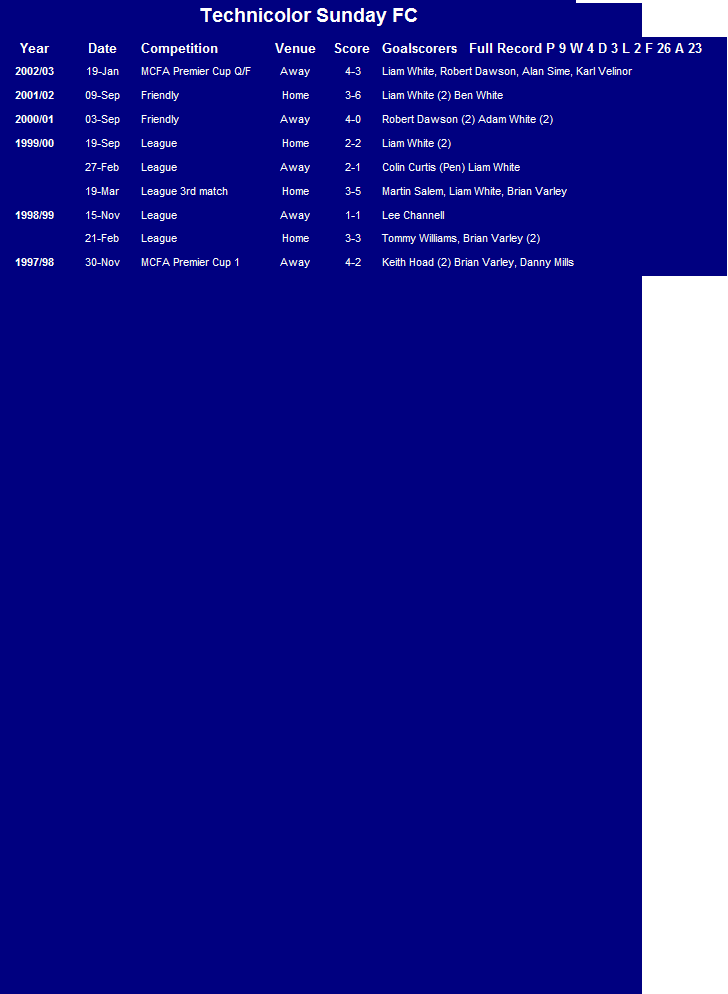 Technicolor Sunday FC
Year Date Competition Venue Score Goalscorers Full Record P 9 W 4 D 3 L 2 F 26 A 23
2002/03 19-Jan MCFA Premier Cup Q/F Away 4-3 Liam White, Robert Dawson, Alan Sime, Karl Velinor
2001/02 09-Sep Friendly Home 3-6 Liam White (2) Ben White
2000/01 03-Sep Friendly Away 4-0 Robert Dawson (2) Adam White (2)
1999/00 19-Sep League Home 2-2 Liam White (2)
27-Feb League Away 2-1 Colin Curtis (Pen) Liam White
19-Mar League 3rd match Home 3-5 Martin Salem, Liam White, Brian Varley
1998/99 15-Nov League Away 1-1 Lee Channell
21-Feb League Home 3-3 Tommy Williams, Brian Varley (2)
1997/98 30-Nov MCFA Premier Cup 1 Away 4-2 Keith Hoad (2) Brian Varley, Danny Mills